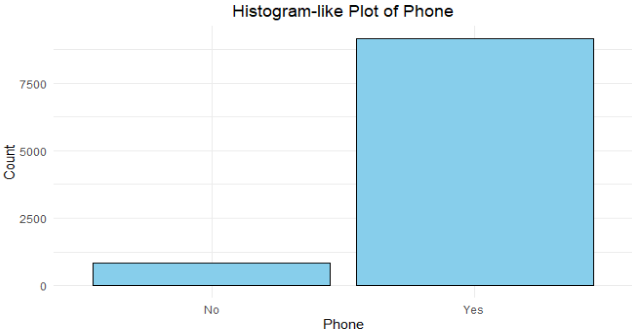 Histogram-like Plot of Phone
Count
7500
5000
2500
0
No Yes
Phone